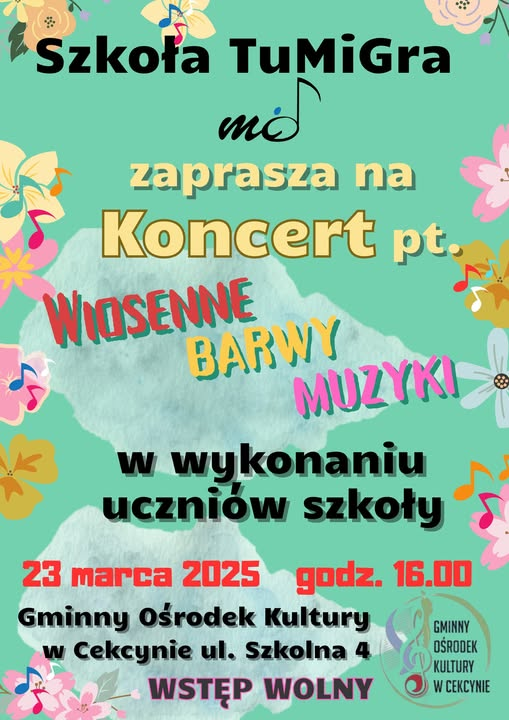 Szkoła TuMiGra
mi
zaprasza na
Koncert pt.
WIOSENNE
BARWY
MUZYKI
w wykonaniu
uczniów szkoły
23 marca 2025 godz. 16.00
Gminny Ośrodek Kultury
w Cekcynie ul. Szkolna 4
WSTĘP WOLNY
GMINNY
OŚRODEK
KULTURY
W CEKCYNIE